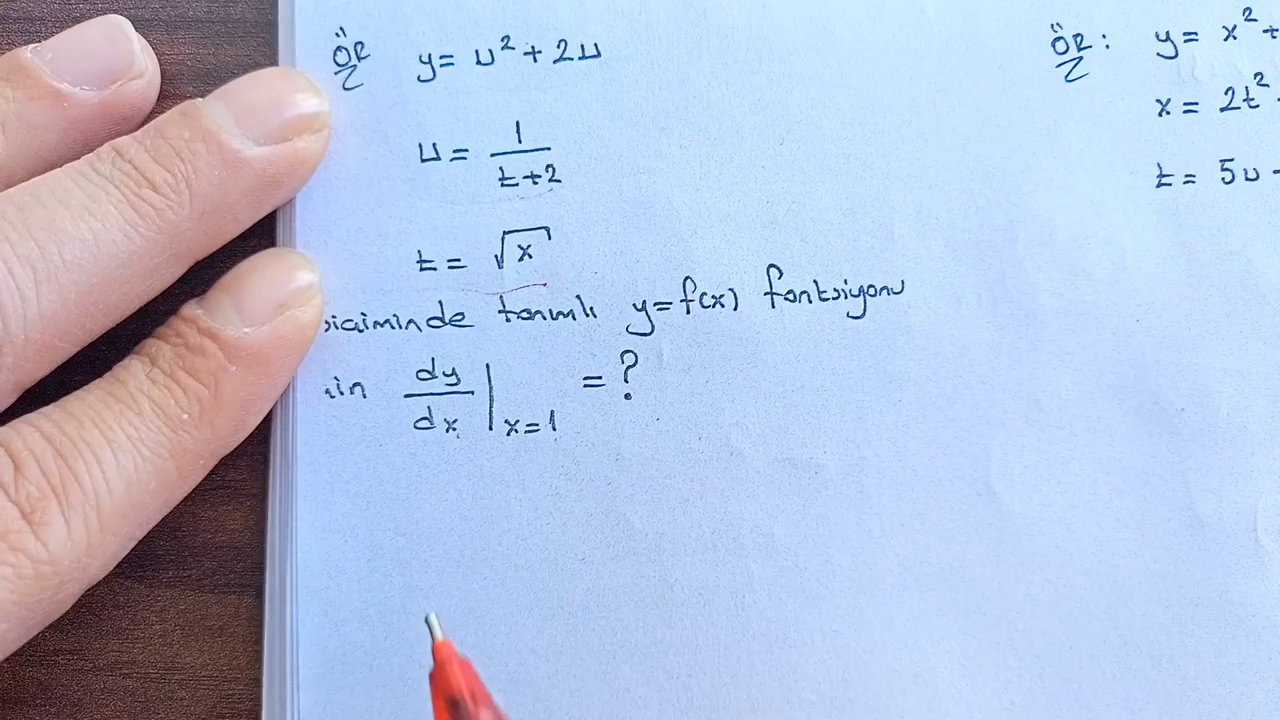 ÖR y = u² + 2u
u = 1/(t+2)
t = √x
biçiminde tanımlı y=f(x) fonksiyonu
için dy/dx |x=1 = ?
ÖR: y = x² +
x = 2t²
t = 5u -